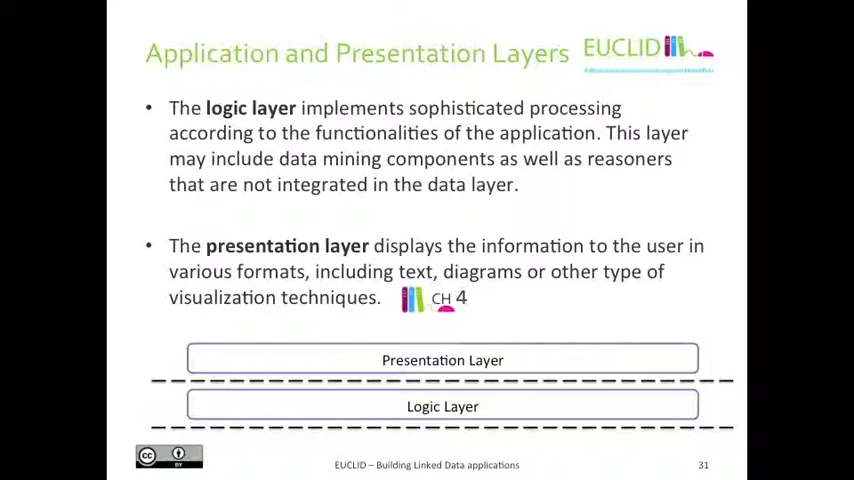 Application and Presentation Layers
EUCLID
• The logic layer implements sophisticated processing
according to the functionalities of the application. This layer
may include data mining components as well as reasoners
that are not integrated in the data layer.
• The presentation layer displays the information to the user in
various formats, including text, diagrams or other type of
visualization techniques. CH 4
Presentation Layer
Logic Layer
cc BY
EUCLID – Building Linked Data applications
31